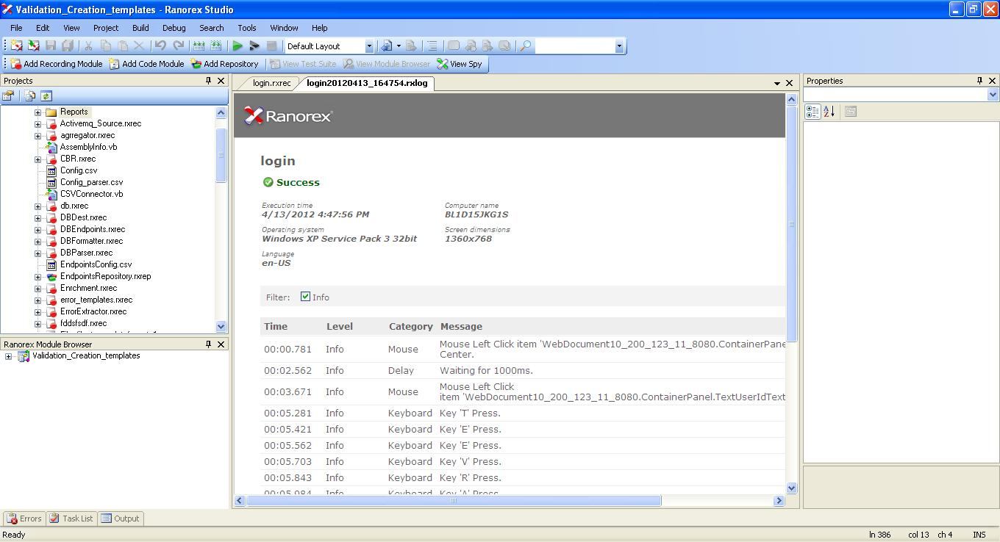 Validation_Creation_templates - Ranorex Studio
File Edit View Project Build Debug Search Tools Window Help
Default Layout
Add Recording Module Add Code Module Add Repository View Test Suite View Module Browser View Spy
Projects
Reports
Activemq_Source.rxrec
agrregator.rxrec
AssemblyInfo.vb
CBR.rxrec
Config.csv
Config_parser.csv
CSVConnector.vb
db.rxrec
DBDest.rxrec
DBEndpoints.rxrec
DBFormatter.rxrec
DBParser.rxrec
EndpointsConfig.csv
EndpointsRepository.rxrep
Enrchment.rxrec
error_templates.rxrec
ErrorExtractor.rxrec
fddsfsdf.rxrec
Ranorex Module Browser
Validation_Creation_templates
login.rxrec login20120413_164754.rxlog
Ranorex
login
Success
Execution time Computer name
4/13/2012 4:47:56 PM BL1D15JKG1S
Operating system Screen dimensions
Windows XP Service Pack 3 32bit 1360x768
Language
en-US
Filter: Info
Time Level Category Message
00:00.781 Info Mouse Mouse Left Click item 'WebDocument10_200_123_11_8080.ContainerPane
Center.
00:02.562 Info Delay Waiting for 1000ms.
00:03.671 Info Mouse Mouse Left Click
item 'WebDocument10_200_123_11_8080.ContainerPanel.TextUserIdText
00:05.281 Info Keyboard Key 'T' Press.
00:05.421 Info Keyboard Key 'E' Press.
00:05.562 Info Keyboard Key 'E' Press.
00:05.703 Info Keyboard Key 'V' Press.
00:05.843 Info Keyboard Key 'R' Press.
00:05.984 Info Keyboard Key 'A' Press.
Properties
Errors Task List Output
Ready ln 386 col 13 ch 4 INS